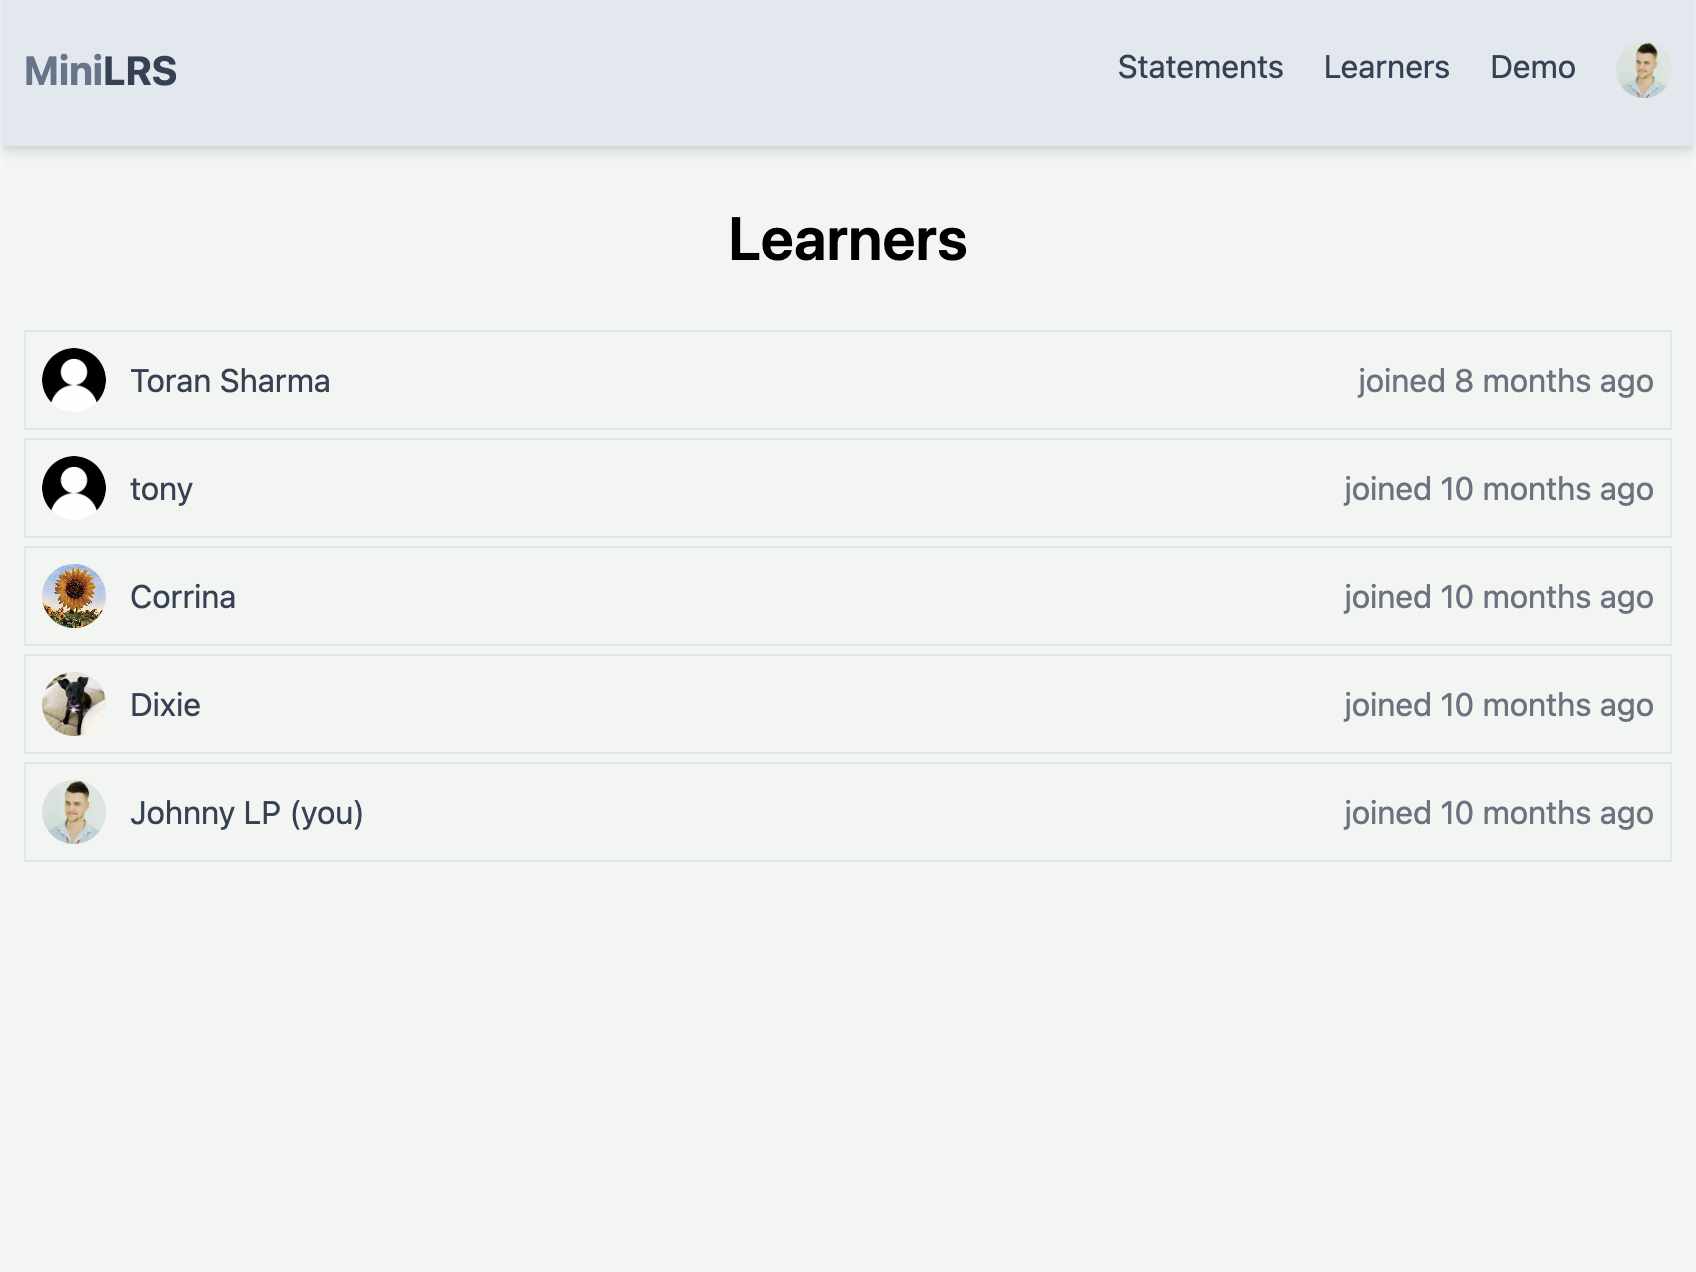 MiniLRS
Statements Learners Demo
Learners
Toran Sharma joined 8 months ago
tony joined 10 months ago
Corrina joined 10 months ago
Dixie joined 10 months ago
Johnny LP (you) joined 10 months ago